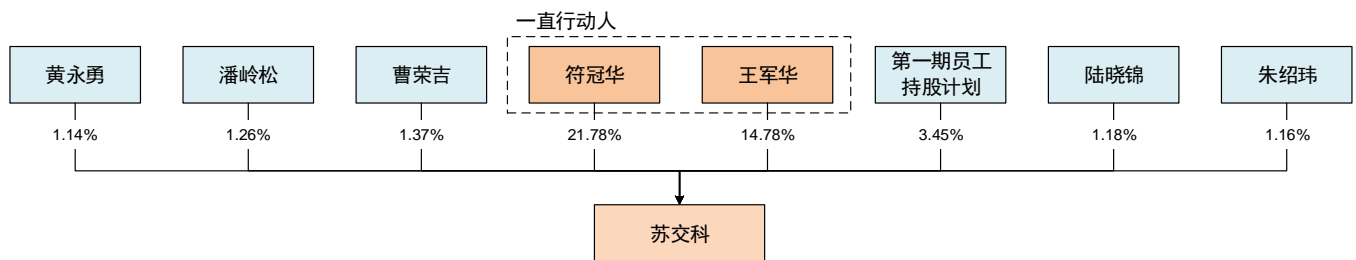 一直行动人
黄永勇
潘岭松
曹荣吉
符冠华
王军华
第一期员工
持股计划
陆晓锦
朱绍玮
1.14%
1.26%
1.37%
21.78%
14.78%
3.45%
1.18%
1.16%
苏交科